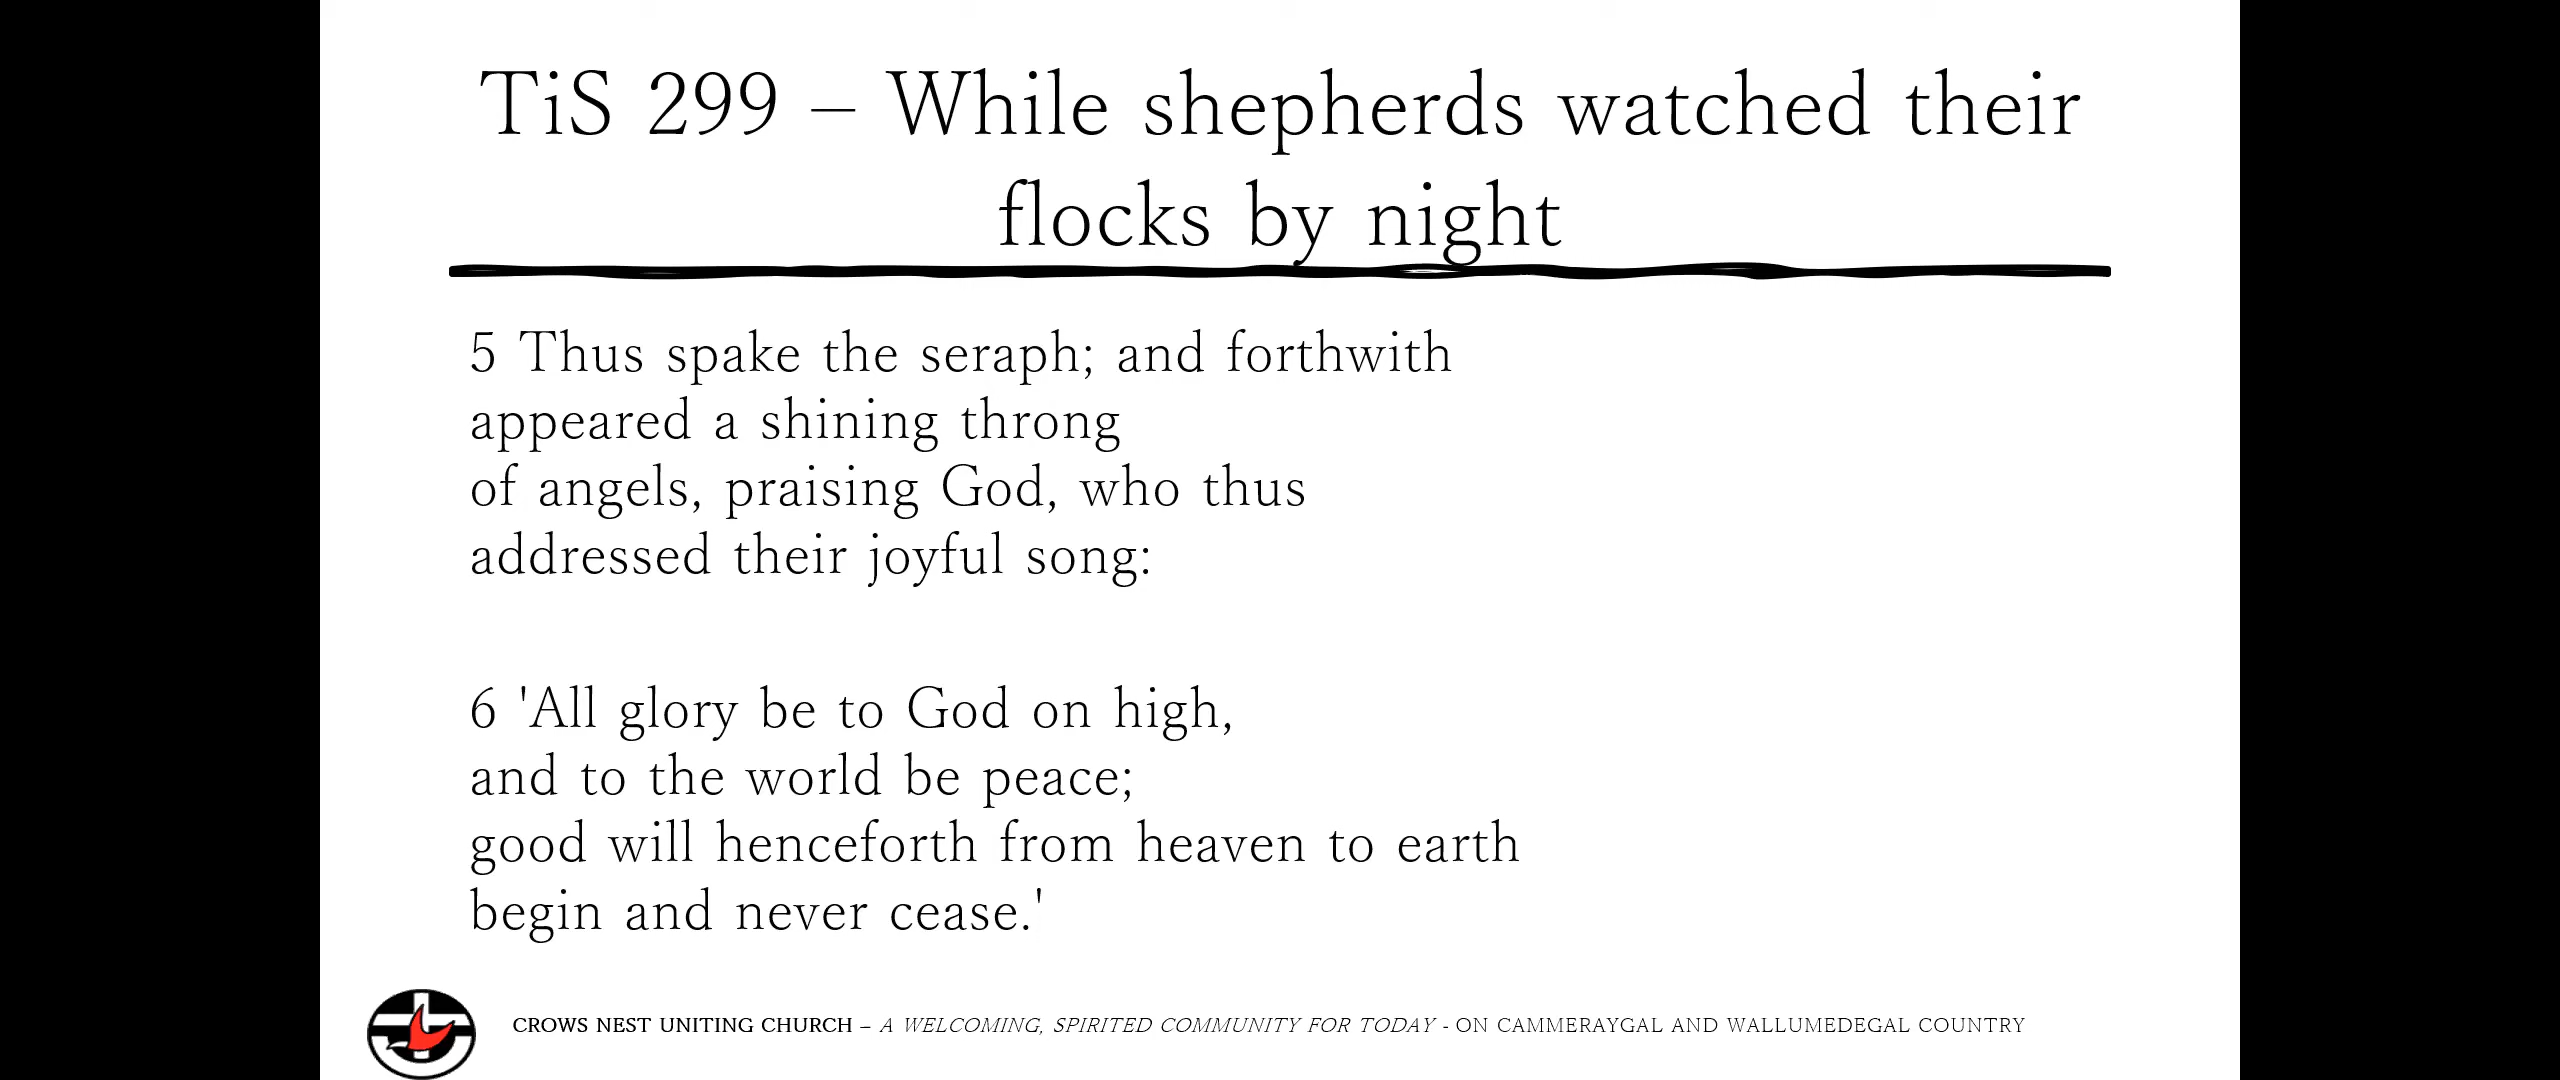 TiS 299 – While shepherds watched their
flocks by night
5 Thus spake the seraph; and forthwith
appeared a shining throng
of angels, praising God, who thus
addressed their joyful song:
6 'All glory be to God on high,
and to the world be peace;
good will henceforth from heaven to earth
begin and never cease.'
CROWS NEST UNITING CHURCH – A WELCOMING, SPIRITED COMMUNITY FOR TODAY - ON CAMMERAYGAL AND WALLUMEDEGAL COUNTRY